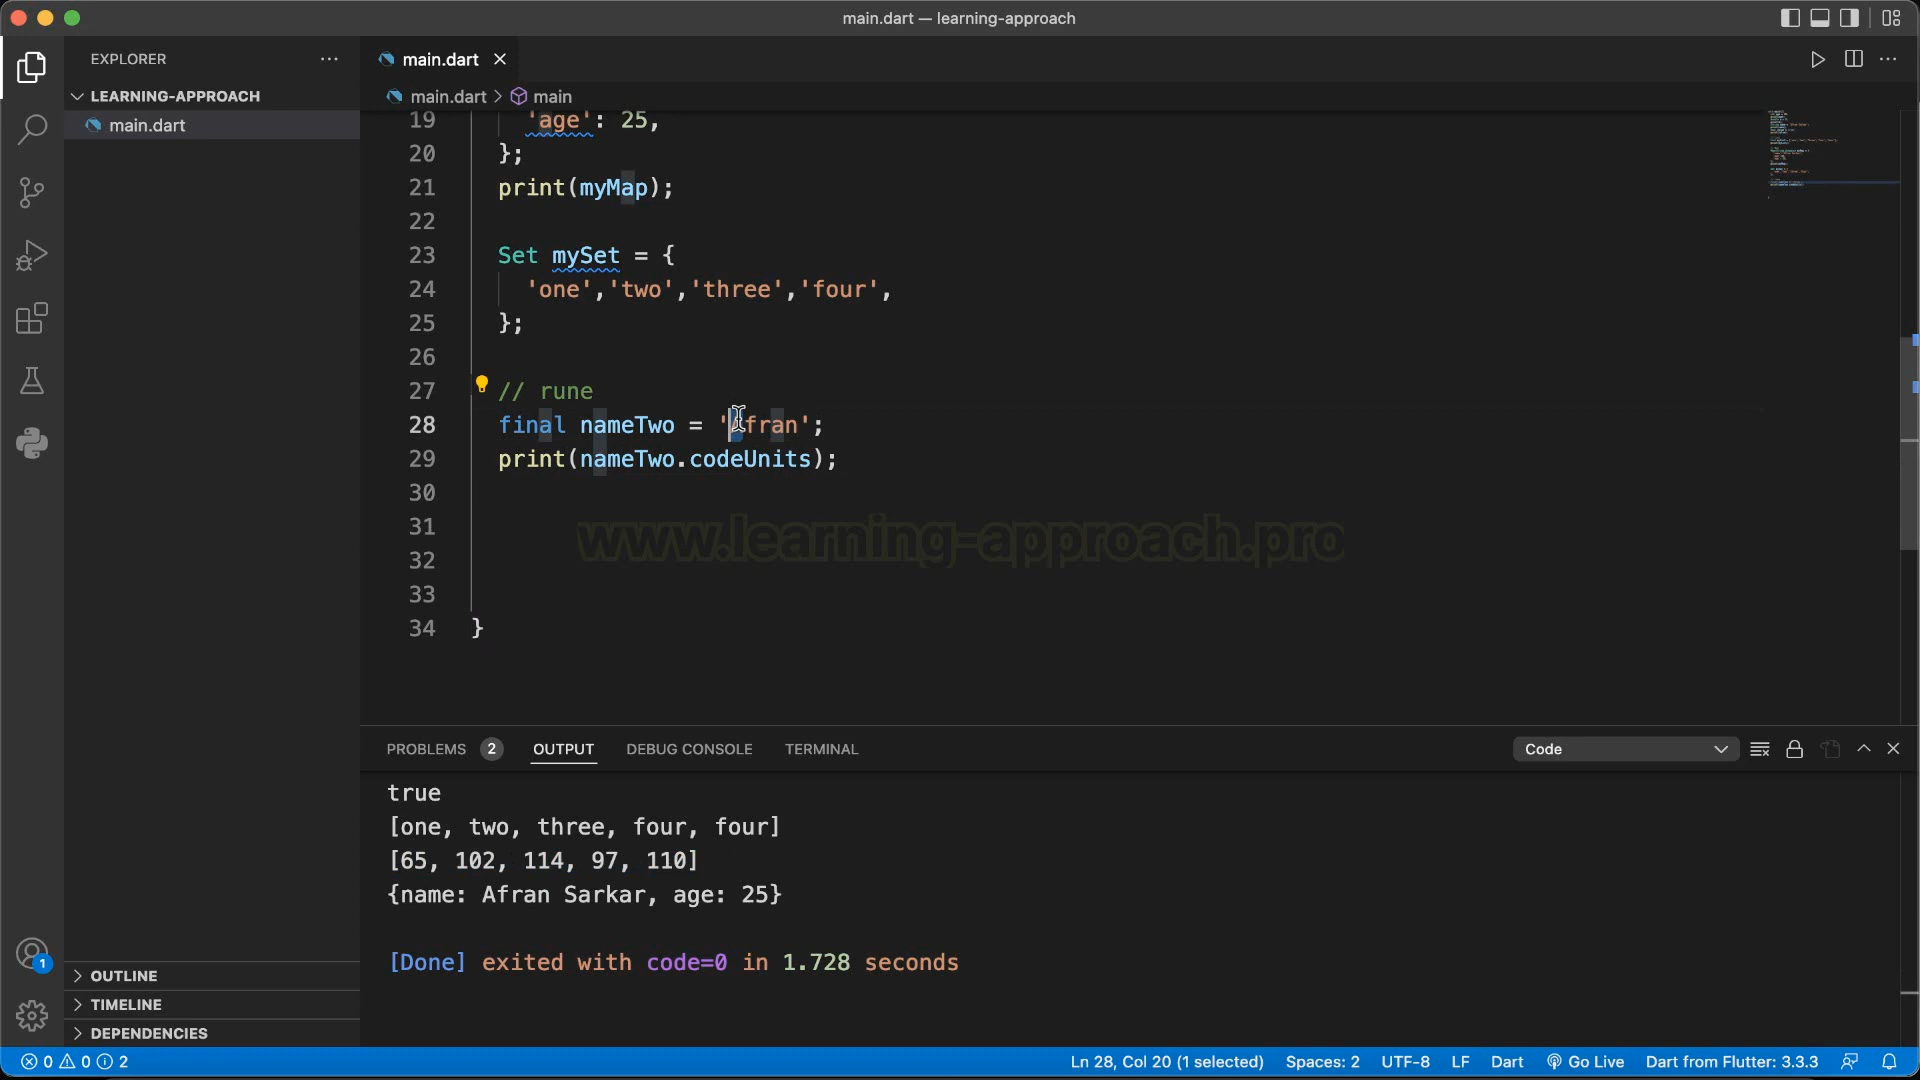 main.dart — learning-approach
EXPLORER
main.dart
LEARNING-APPROACH
main.dart > main
main.dart
19 'age': 25,
20 };
21 print(myMap);
22
23 Set mySet = {
24 'one','two','three','four',
25 };
26
27 // rune
28 final nameTwo = 'Afran';
29 print(nameTwo.codeUnits);
30
31
www.learning-approach.pro
32
33
34 }
PROBLEMS 2 OUTPUT DEBUG CONSOLE TERMINAL Code
true
[one, two, three, four, four]
[65, 102, 114, 97, 110]
{name: Afran Sarkar, age: 25}
[Done] exited with code=0 in 1.728 seconds
1
OUTLINE
TIMELINE
DEPENDENCIES
0 0 2 Ln 28, Col 20 (1 selected) Spaces: 2 UTF-8 LF Dart Go Live Dart from Flutter: 3.3.3